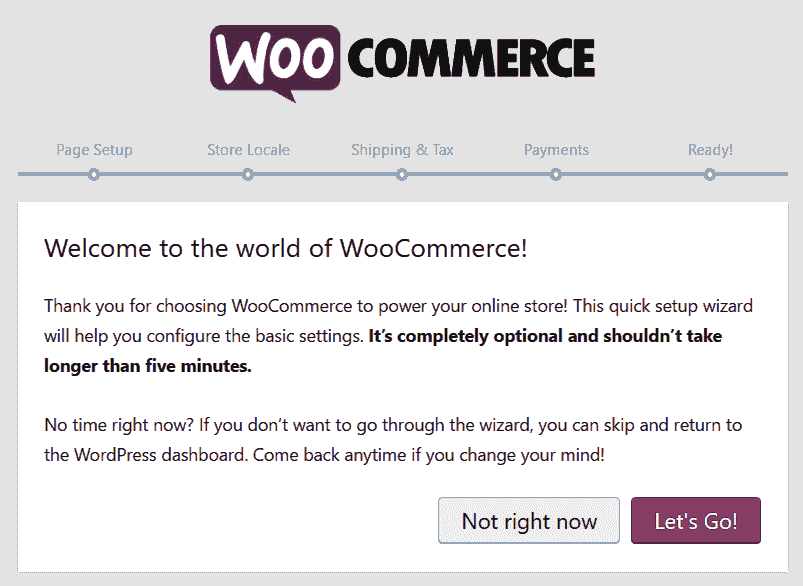 WOO COMMERCE
Page Setup Store Locale Shipping & Tax Payments Ready!
Welcome to the world of WooCommerce!
Thank you for choosing WooCommerce to power your online store! This quick setup wizard
will help you configure the basic settings. It’s completely optional and shouldn’t take
longer than five minutes.
No time right now? If you don’t want to go through the wizard, you can skip and return to
the WordPress dashboard. Come back anytime if you change your mind!
Not right now Let's Go!